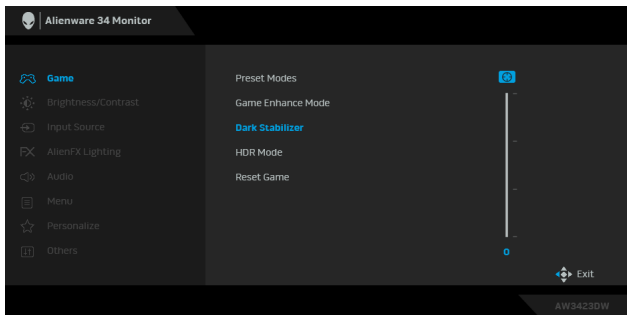 Alienware 34 Monitor
Game
Brightness/Contrast
Input Source
AlienFX Lighting
Audio
Menu
Personalize
Others
Preset Modes
Game Enhance Mode
Dark Stabilizer
HDR Mode
Reset Game
0
Exit
AW3423DW